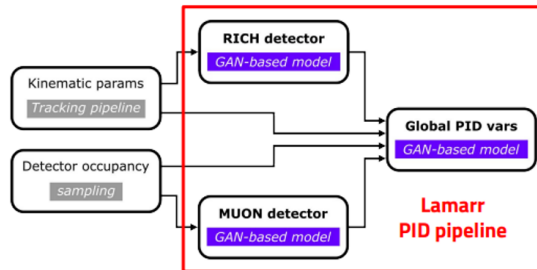 RICH detector
GAN-based model
Kinematic params
Tracking pipeline
Global PID vars
GAN-based model
Detector occupancy
sampling
MUON detector
GAN-based model
Lamarr
PID pipeline